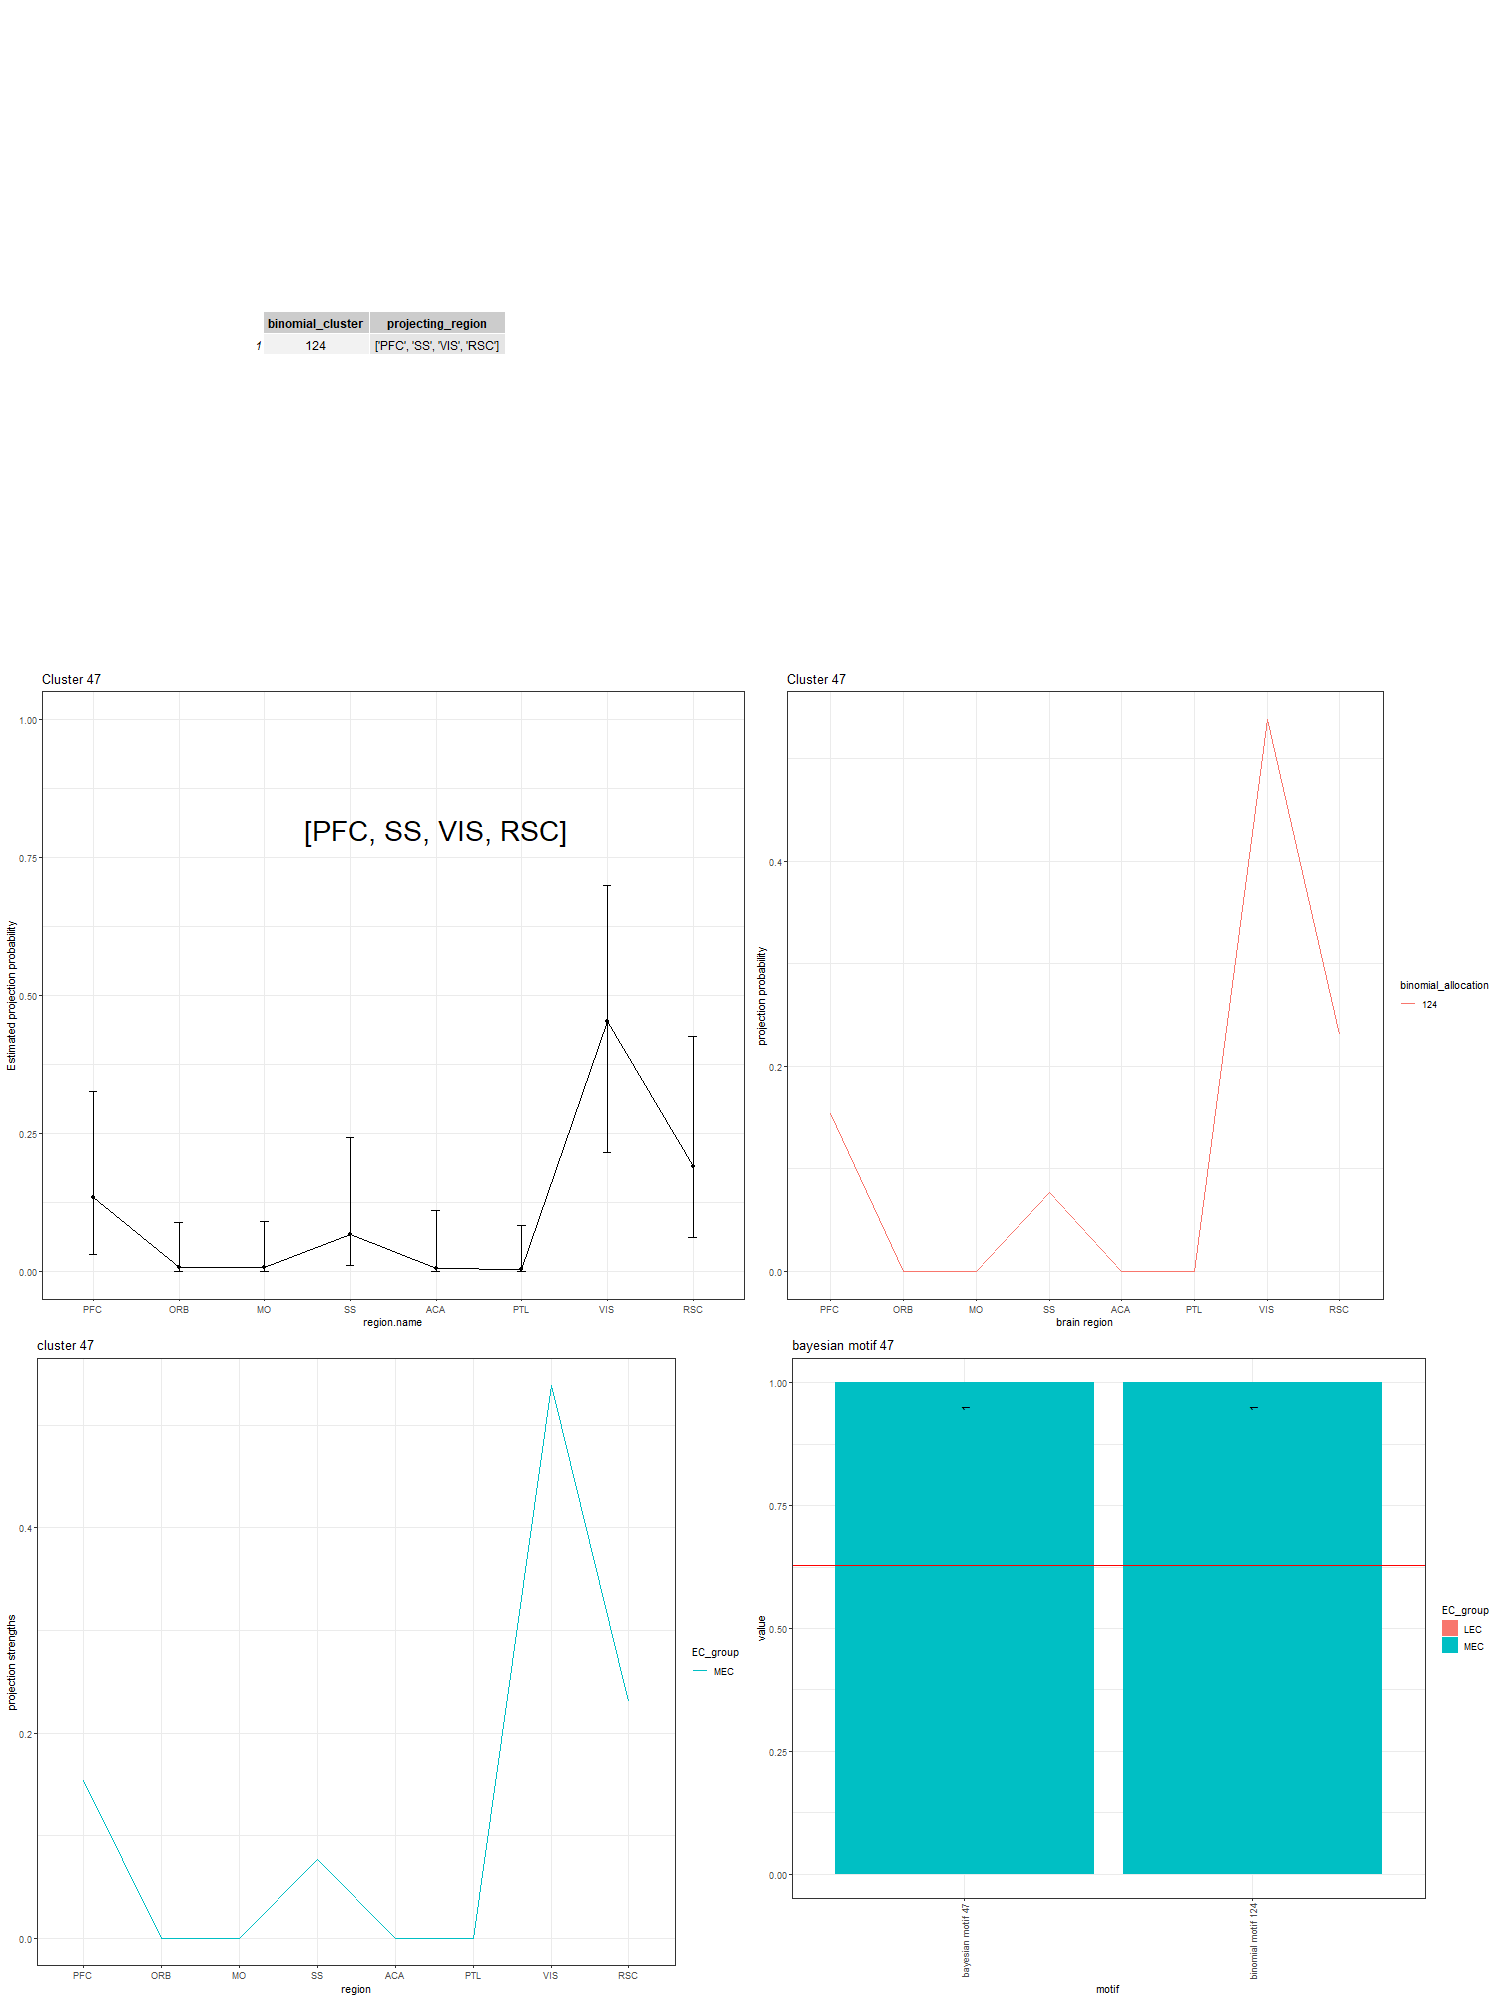 binomial_cluster projecting_region
1 124 ['PFC', 'SS', 'VIS', 'RSC']
Cluster 47
[PFC, SS, VIS, RSC]
Estimated projection probability
1.00
0.75
0.50
0.25
0.00
PFC ORB MO SS ACA PTL VIS RSC
region.name
Cluster 47
projection probability
0.4
0.2
0.0
PFC ORB MO SS ACA PTL VIS RSC
brain region
binomial_allocation
124
cluster 47
projection strengths
0.4
0.2
0.0
PFC ORB MO SS ACA PTL VIS RSC
region
EC_group
MEC
bayesian motif 47
value
1.00
0.75
0.50
0.25
0.00
1 1
bayesian motif 47
binomial motif 124
motif
EC_group
LEC
MEC